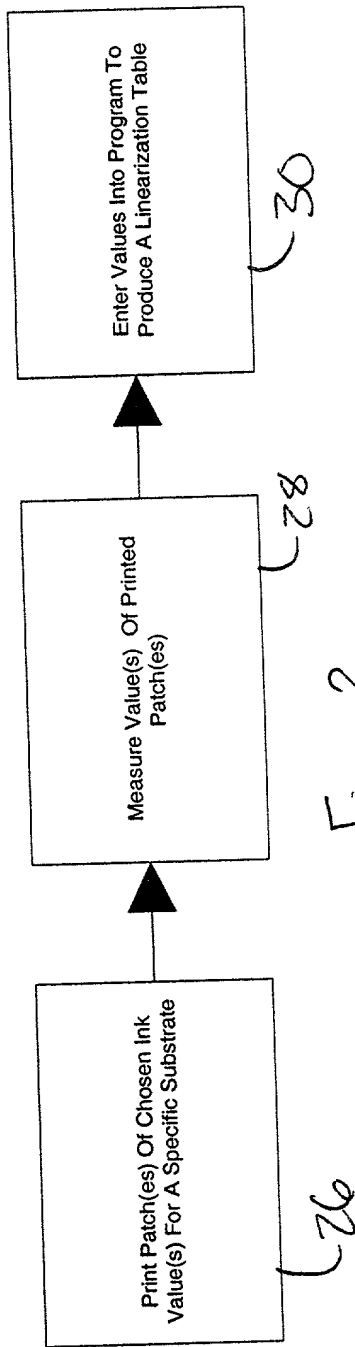 Print Patch(es) Of Chosen Ink
Value(s) For A Specific Substrate
26
Measure Value(s) Of Printed
Patch(es)
28
Enter Values Into Program To
Produce A Linearization Table
30